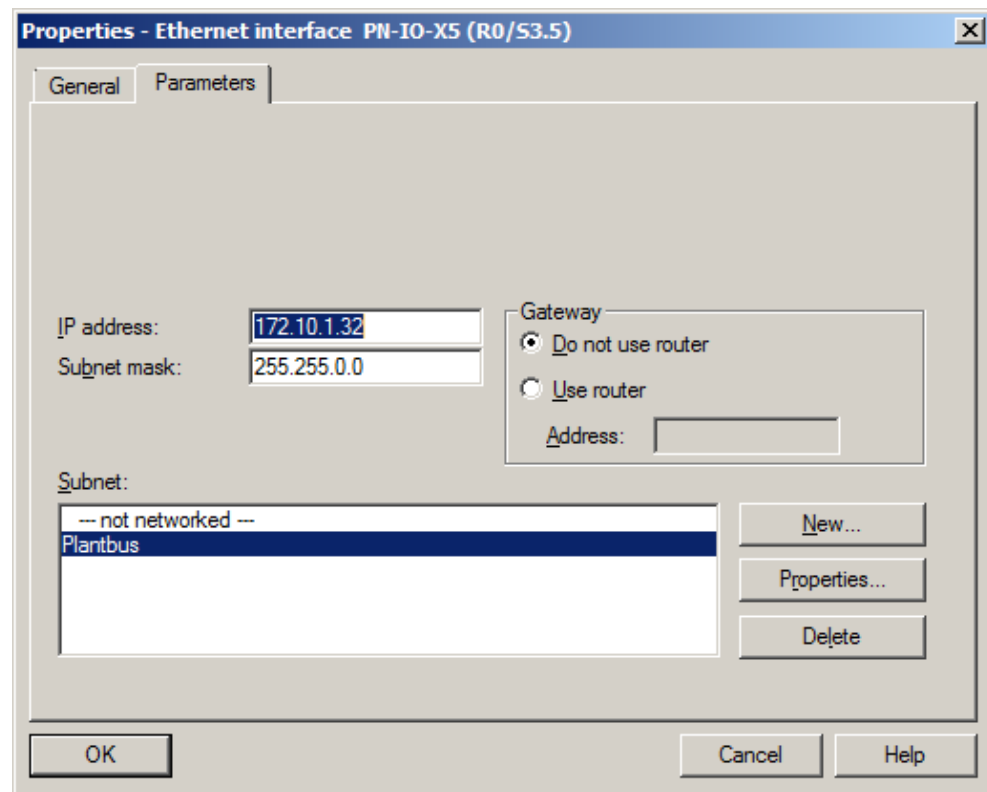 Properties - Ethernet interface PN-IO-X5 (R0/S3.5)
General
Parameters
IP address:
172.10.1.32
Subnet mask:
255.255.0.0
Gateway
Do not use router
Use router
Address:
Subnet:
--- not networked ---
Plantbus
New...
Properties...
Delete
OK
Cancel
Help